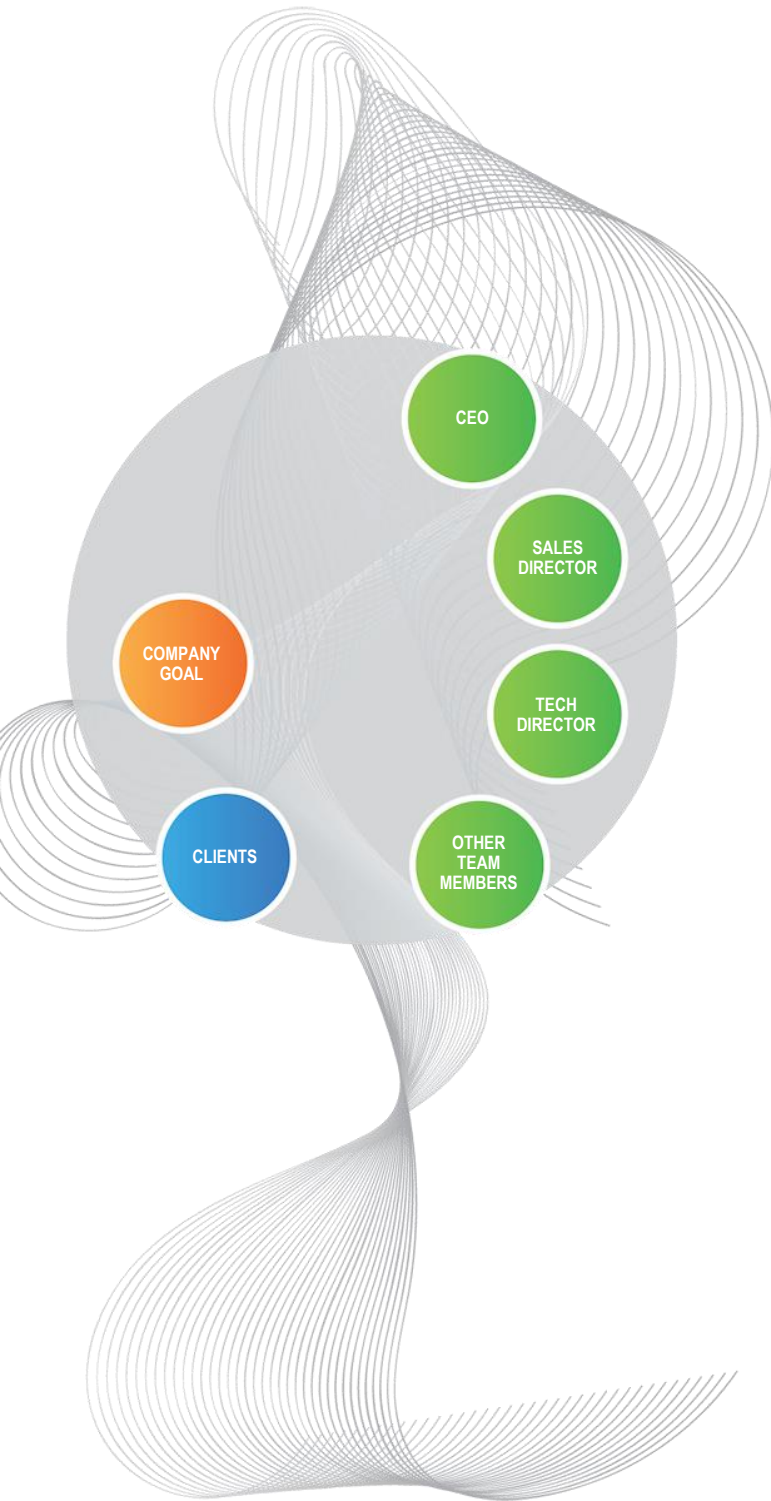 CEO
SALES
DIRECTOR
COMPANY
GOAL
TECH
DIRECTOR
CLIENTS
OTHER
TEAM
MEMBERS